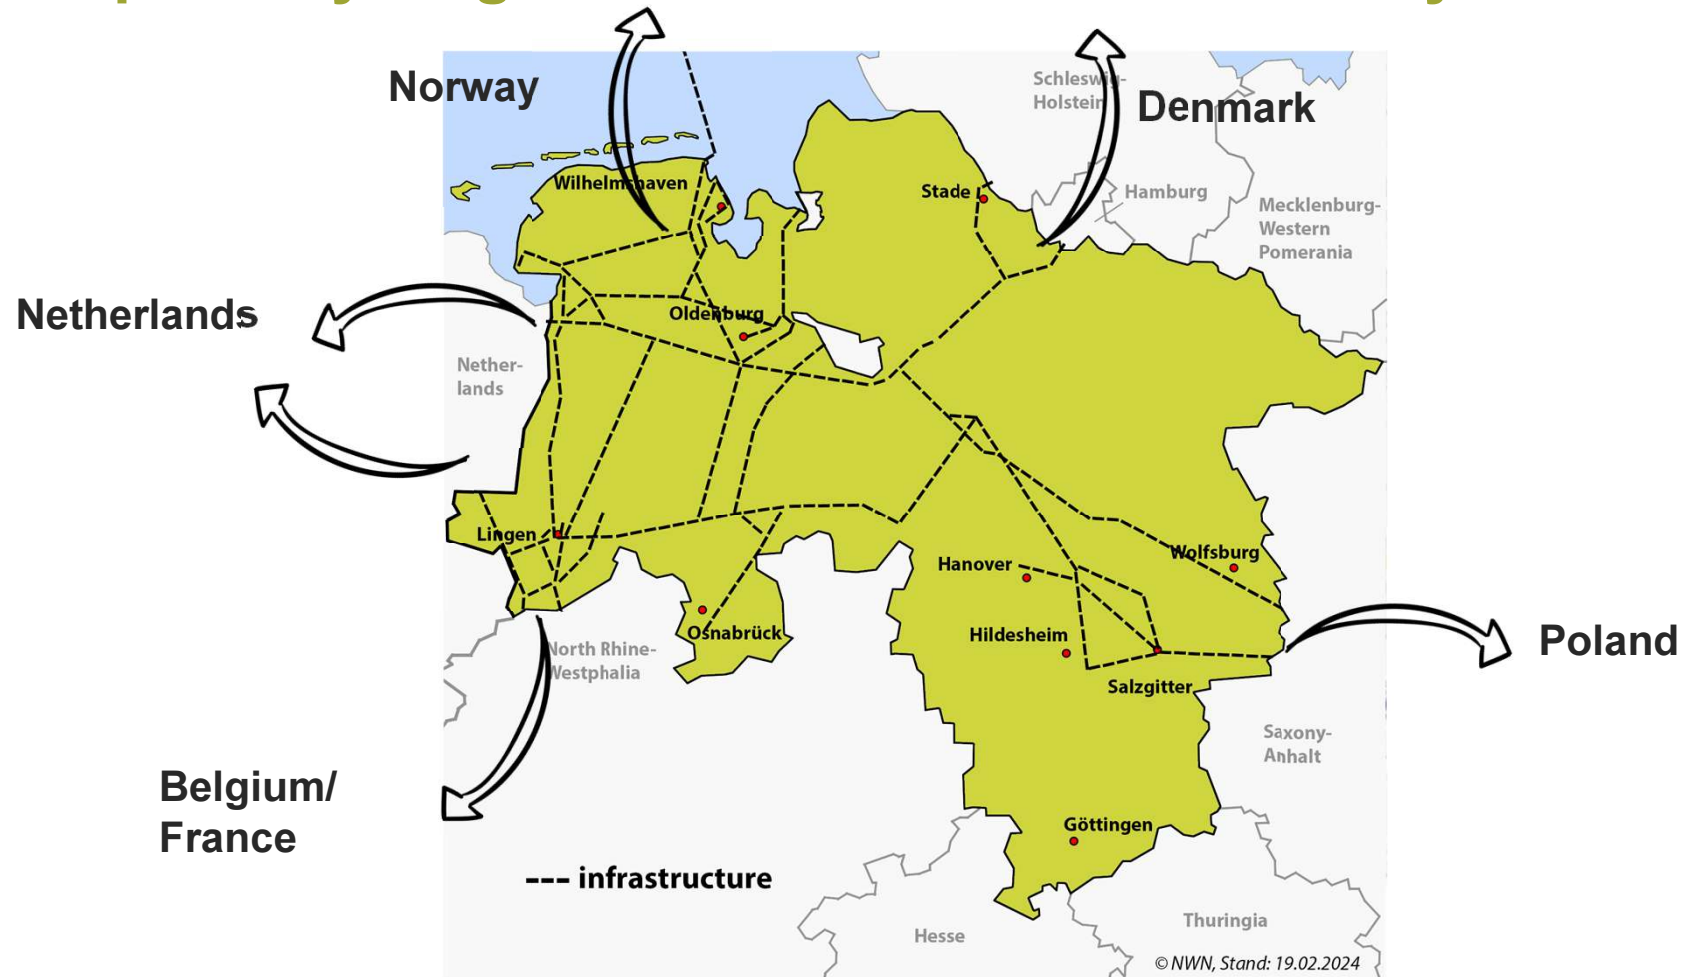 Norway
Schleswig-
Holstein
Denmark
Wilhelmshaven
Stade
Hamburg
Mecklenburg-
Western
Pomerania
Netherlands
Oldenburg
Nether-
lands
Lingen
Hanover
Wolfsburg
Osnabrück
Hildesheim
Poland
North Rhine-
Westphalia
Salzgitter
Saxony-
Anhalt
Belgium/
France
Göttingen
--- infrastructure
Thuringia
Hesse
© NWN, Stand: 19.02.2024